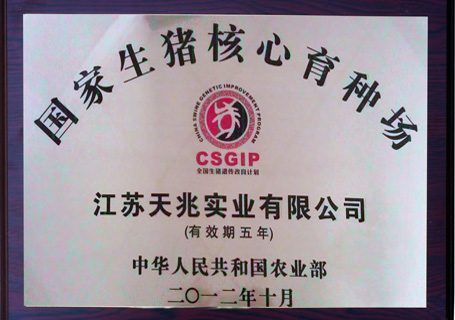 国家生猪核心育种场
CHINA SWINE GENETIC IMPROVEMENT PROGRAM
CSGIP
全国生猪遗传改良计划
江苏天兆实业有限公司
(有效期五年)
中华人民共和国农业部
二〇一二年十月